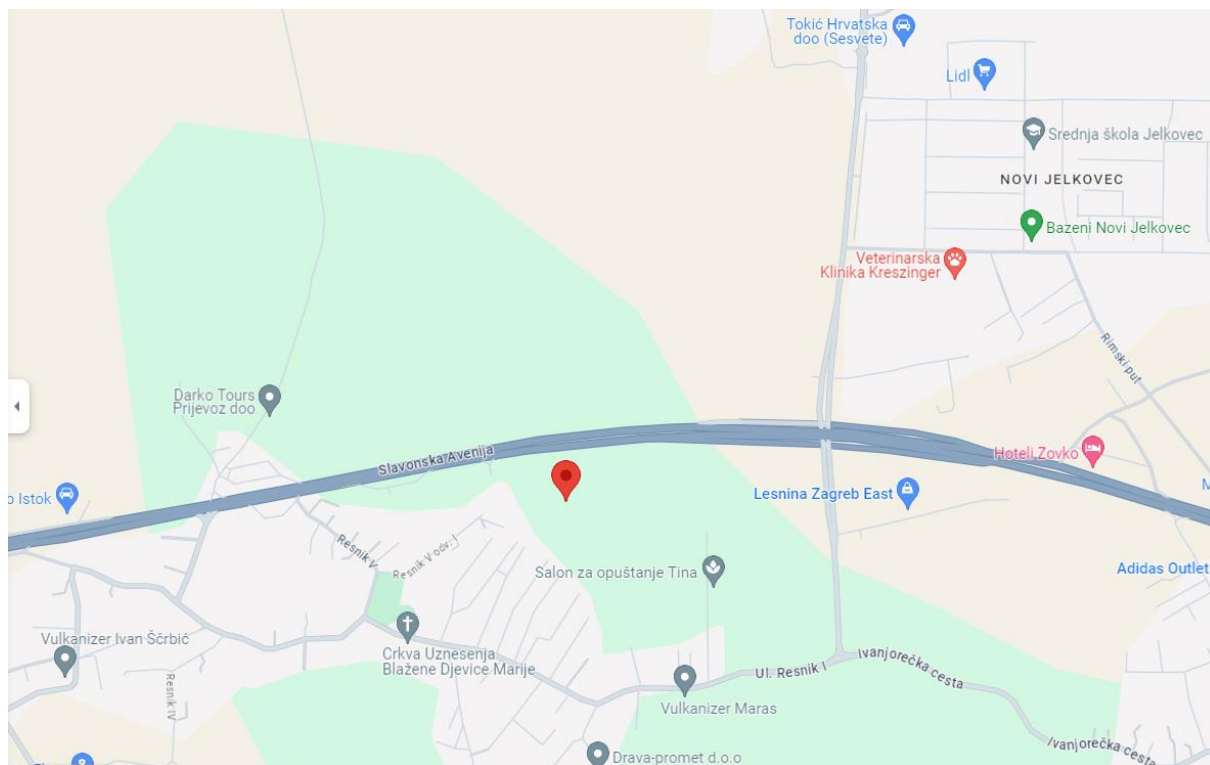 Tokić Hrvatska
doo (Sesvete)
Lidl
Srednja škola Jelkovec
NOVI JELKOVEC
Bazeni Novi Jelkovec
Veterinarska
Klinika Kreszinger
Rimski put
Darko Tours
Prijevoz doo
Slavonska Avenija
Hoteli Zovko
Istok
Lesnina Zagreb East
Resnik V
Resnik V odv. I
Salon za opuštanje Tina
Adidas Outlet
Vulkanizer Ivan Ščrbić
Crkva Uznesenja
Blažene Djevice Marije
Ul. Resnik I
Ivanjorečka cesta
Resnik IV
Vulkanizer Maras
Drava-promet d.o.o
Ivanjorečka cesta